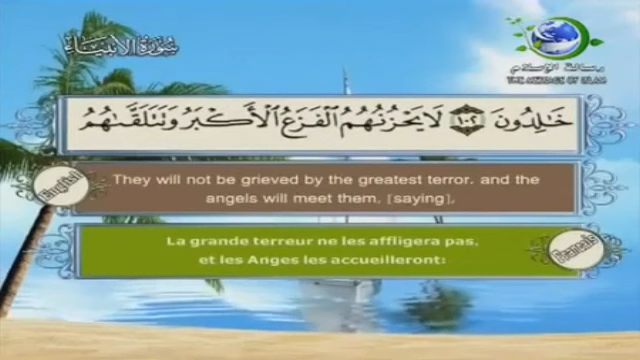 سورة الأنبياء
رسالة الإسلام
THE MESSAGE OF ISLAM
خَـٰلِدُونَ ١٠٢ لَا يَحْزُنُهُمُ ٱلْفَزَعُ ٱلْأَكْبَرُ وَتَتَلَقَّىٰهُمُ
English
They will not be grieved by the greatest terror, and the
angels will meet them, [saying],
La grande terreur ne les affligera pas,
et les Anges les accueilleront:
Français